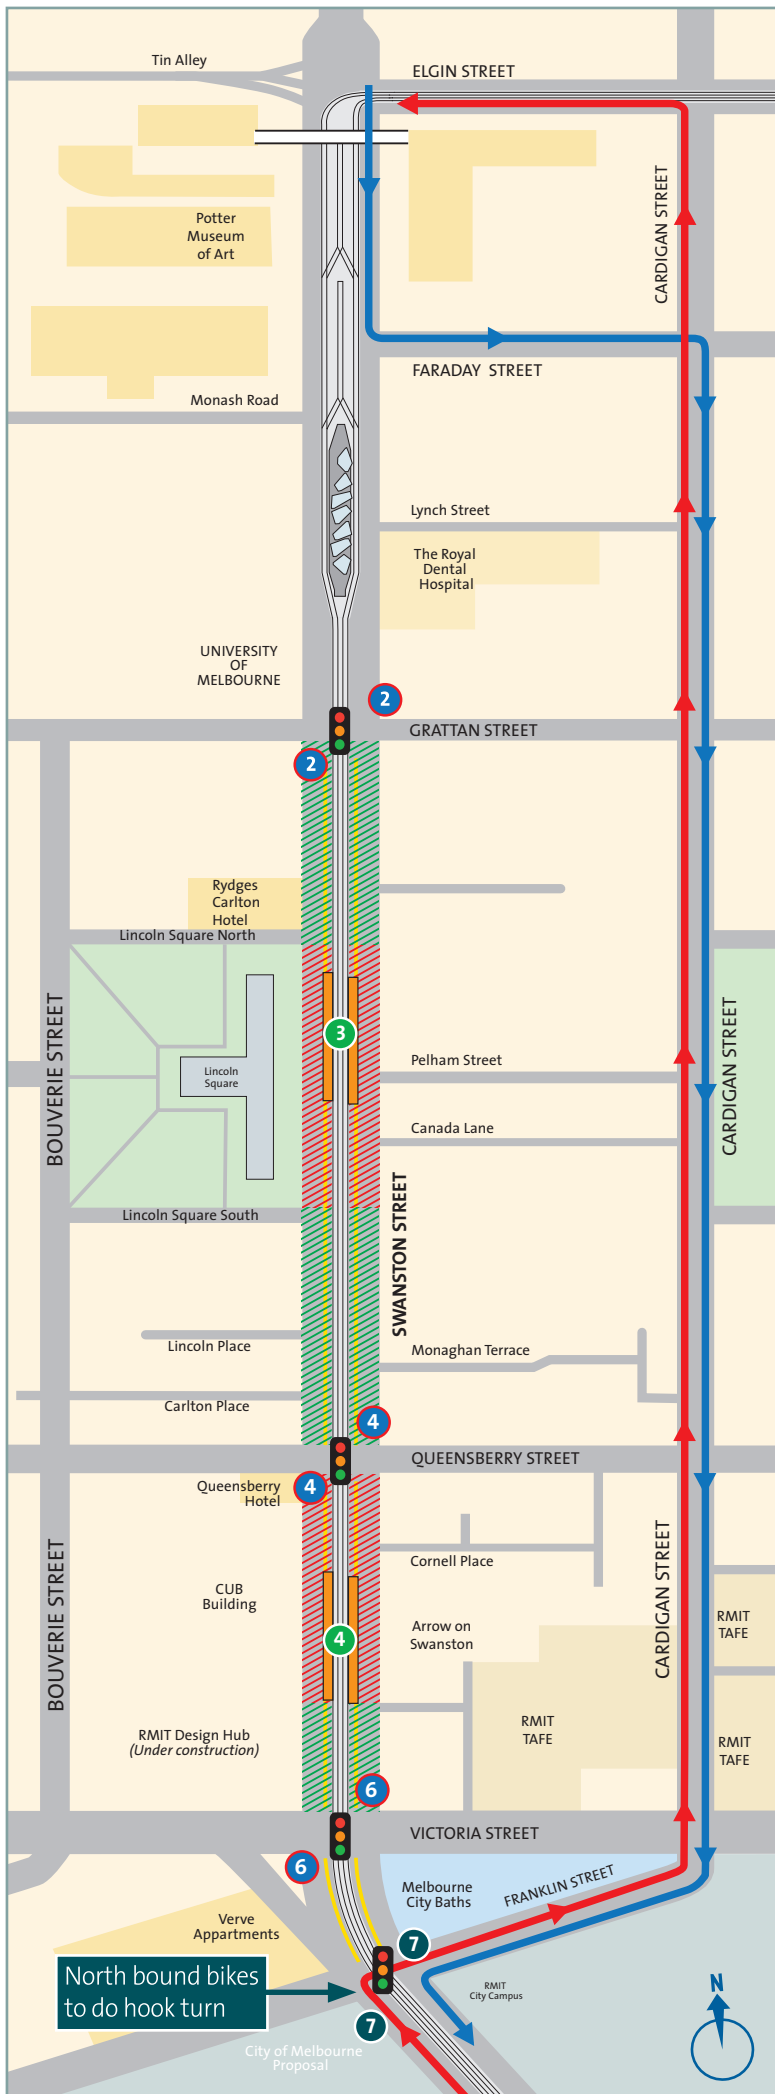 Tin Alley
ELGIN STREET
CARDIGAN STREET
Potter
Museum
of Art
FARADAY STREET
Monash Road
Lynch Street
The Royal
Dental
Hospital
UNIVERSITY
OF
MELBOURNE
2
GRATTAN STREET
2
Rydges
Carlton
Hotel
Lincoln Square North
BOUVERIE STREET
3
CARDIGAN STREET
Pelham Street
Lincoln
Square
Canada Lane
SWANSTON STREET
Lincoln Square South
Lincoln Place
Monaghan Terrace
Carlton Place
4
QUEENSBERRY STREET
Queensberry
Hotel
4
BOUVERIE STREET
CARDIGAN STREET
Cornell Place
CUB
Building
Arrow on
Swanston
4
RMIT
TAFE
RMIT Design Hub
(Under construction)
RMIT
TAFE
RMIT
TAFE
6
VICTORIA STREET
6
Melbourne
City Baths
FRANKLIN STREET
Verve
Appartments
7
North bound bikes
to do hook turn
RMIT
City Campus
N
7
City of Melbourne
Proposal